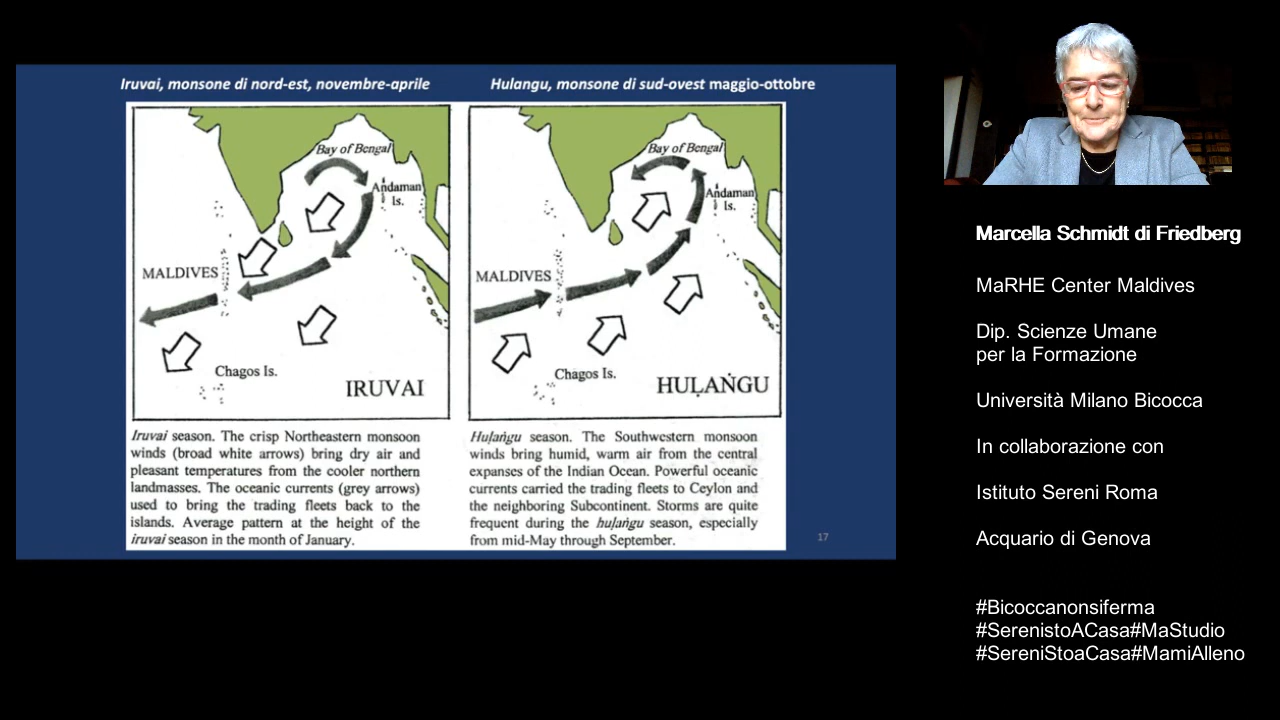 Iruvai, monsone di nord-est, novembre-aprile
Hulangu, monsone di sud-ovest maggio-ottobre
Bay of Bengal
Andaman
Is.
MALDIVES
Chagos Is.
IRUVAI
Bay of Bengal
Andaman
Is.
MALDIVES
Chagos Is.
HUḶAṄGU
Iruvai season. The crisp Northeastern monsoon
winds (broad white arrows) bring dry air and
pleasant temperatures from the cooler northern
landmasses. The oceanic currents (grey arrows)
used to bring the trading fleets back to the
islands. Average pattern at the height of the
iruvai season in the month of January.
Huḷaṅgu season. The Southwestern monsoon
winds bring humid, warm air from the central
expanses of the Indian Ocean. Powerful oceanic
currents carried the trading fleets to Ceylon and
the neighboring Subcontinent. Storms are quite
frequent during the huḷaṅgu season, especially
from mid-May through September.
17
Marcella Schmidt di Friedberg
MaRHE Center Maldives
Dip. Scienze Umane
per la Formazione
Università Milano Bicocca
In collaborazione con
Istituto Sereni Roma
Acquario di Genova
#Bicoccanonsiferma
#SerenistoACasa#MaStudio
#SereniStoaCasa#MamiAlleno